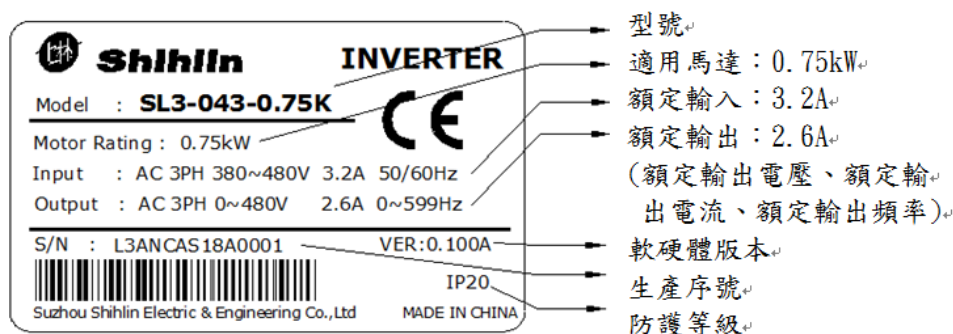 Shihlin INVERTER
Model : SL3-043-0.75K
Motor Rating : 0.75kW
Input : AC 3PH 380~480V 3.2A 50/60Hz
Output : AC 3PH 0~480V 2.6A 0~599Hz
S/N : L3ANCAS18A0001 VER:0.100A
IP20
Suzhou Shihlin Electric & Engineering Co.,Ltd MADE IN CHINA
CE
型號
適用馬達：0.75kW
額定輸入：3.2A
額定輸出：2.6A
(額定輸出電壓、額定輸
出電流、額定輸出頻率)
軟硬體版本
生產序號
防護等級